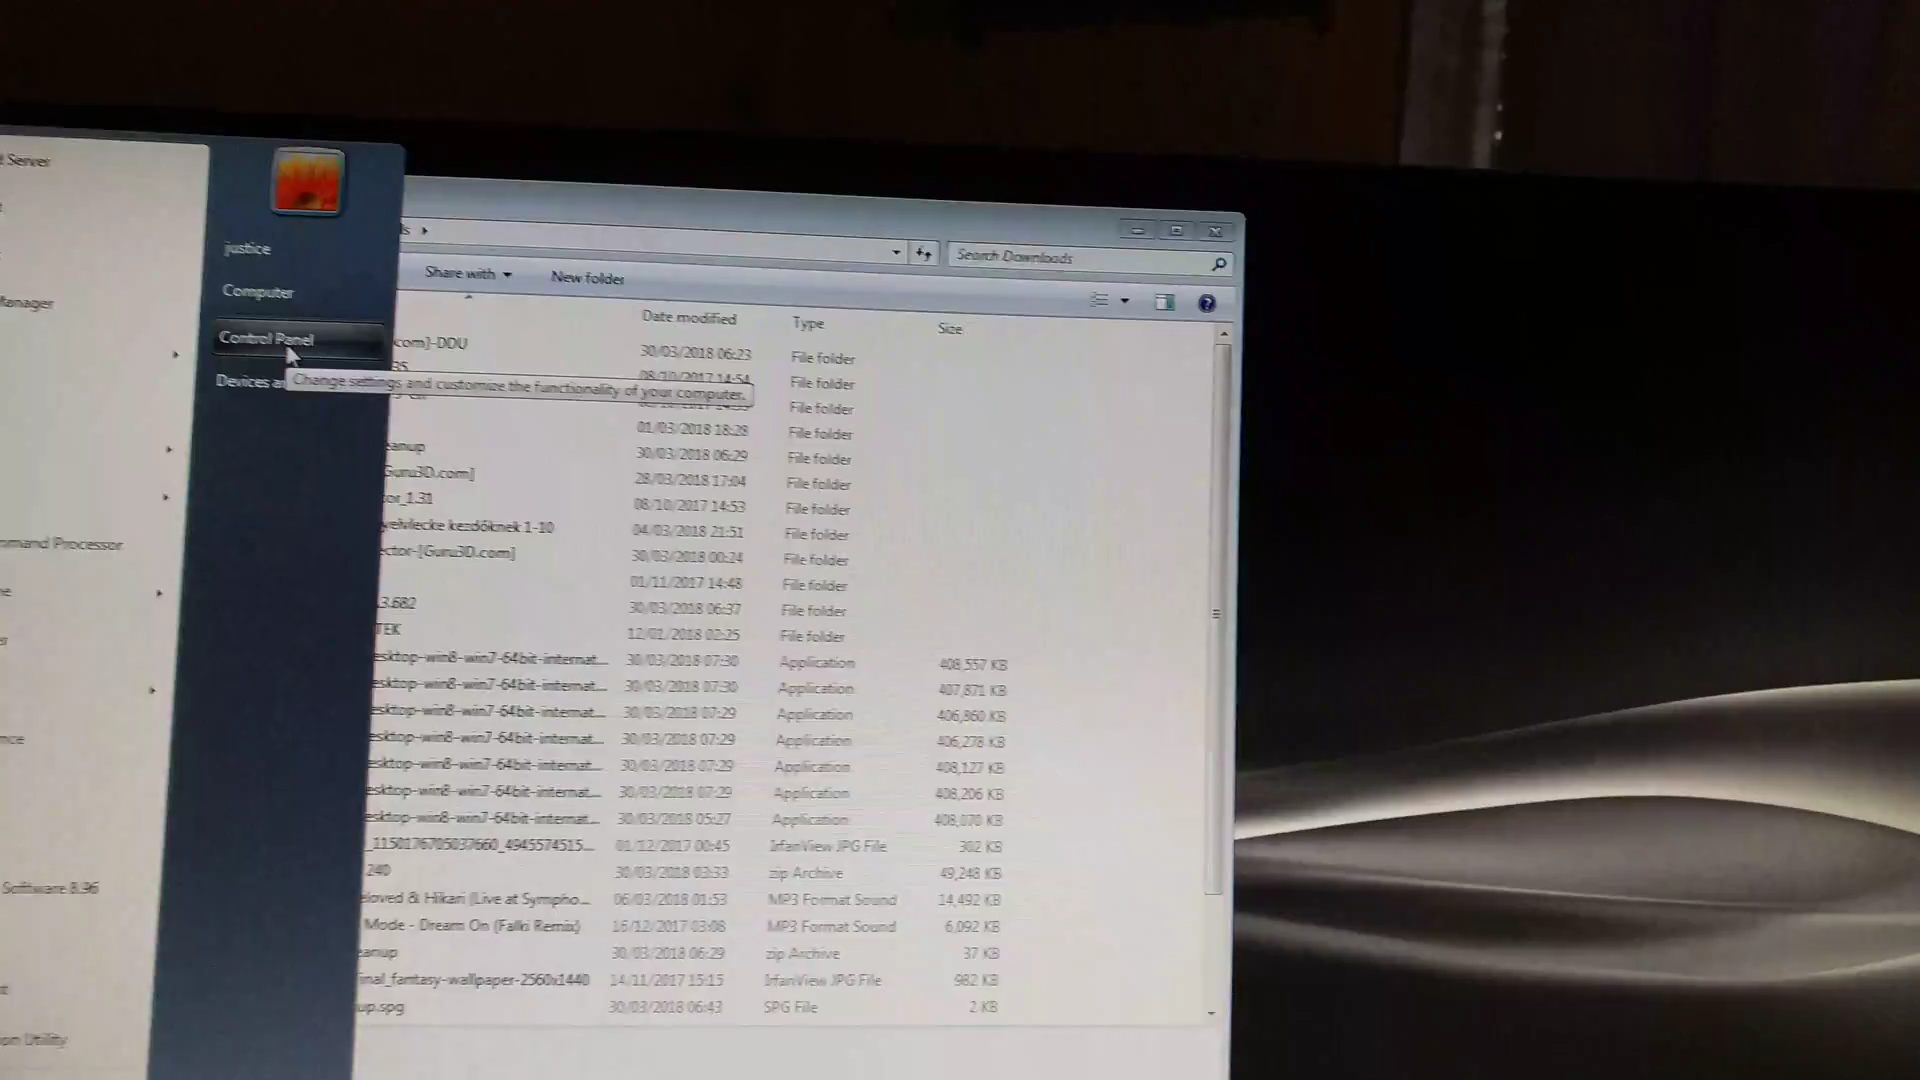 Server
justice
Computer
Control Panel
Devices
Change settings and customize the functionality of your computer.
mmand Processor
Software 8.96
on Utility
Search Downloads
Share with
New folder
Date modified
Type
Size
com]-DDU
30/03/2018 06:23
File folder
35
08/10/2017 14:54
File folder
File folder
01/03/2018 18:28
File folder
eanup
30/03/2018 06:29
File folder
Guru3D.com]
28/03/2018 17:04
File folder
tor_1.31
08/10/2017 14:53
File folder
yelvlecke kezdőknek 1-10
04/03/2018 21:51
File folder
ector-[Guru3D.com]
30/03/2018 00:24
File folder
01/11/2017 14:48
File folder
3.682
30/03/2018 06:37
File folder
TEK
12/01/2018 02:25
File folder
esktop-win8-win7-64bit-internat...
30/03/2018 07:30
Application
408,557 KB
esktop-win8-win7-64bit-internat...
30/03/2018 07:30
Application
407,871 KB
esktop-win8-win7-64bit-internat...
30/03/2018 07:29
Application
406,860 KB
esktop-win8-win7-64bit-internat...
30/03/2018 07:29
Application
406,278 KB
esktop-win8-win7-64bit-internat...
30/03/2018 07:29
Application
408,127 KB
esktop-win8-win7-64bit-internat...
30/03/2018 07:29
Application
408,206 KB
esktop-win8-win7-64bit-internat...
30/03/2018 05:27
Application
408,070 KB
_1150176705037660_4945574515...
01/12/2017 00:45
IrfanView JPG File
302 KB
240
30/03/2018 03:33
zip Archive
49,248 KB
eloved & Hikari (Live at Sympho...
06/03/2018 01:53
MP3 Format Sound
14,492 KB
Mode - Dream On (Falki Remix)
16/12/2017 03:08
MP3 Format Sound
6,092 KB
eanup
30/03/2018 06:29
zip Archive
37 KB
inal_fantasy-wallpaper-2560x1440
14/11/2017 15:15
IrfanView JPG File
982 KB
up.spg
30/03/2018 06:43
SPG File
2 KB